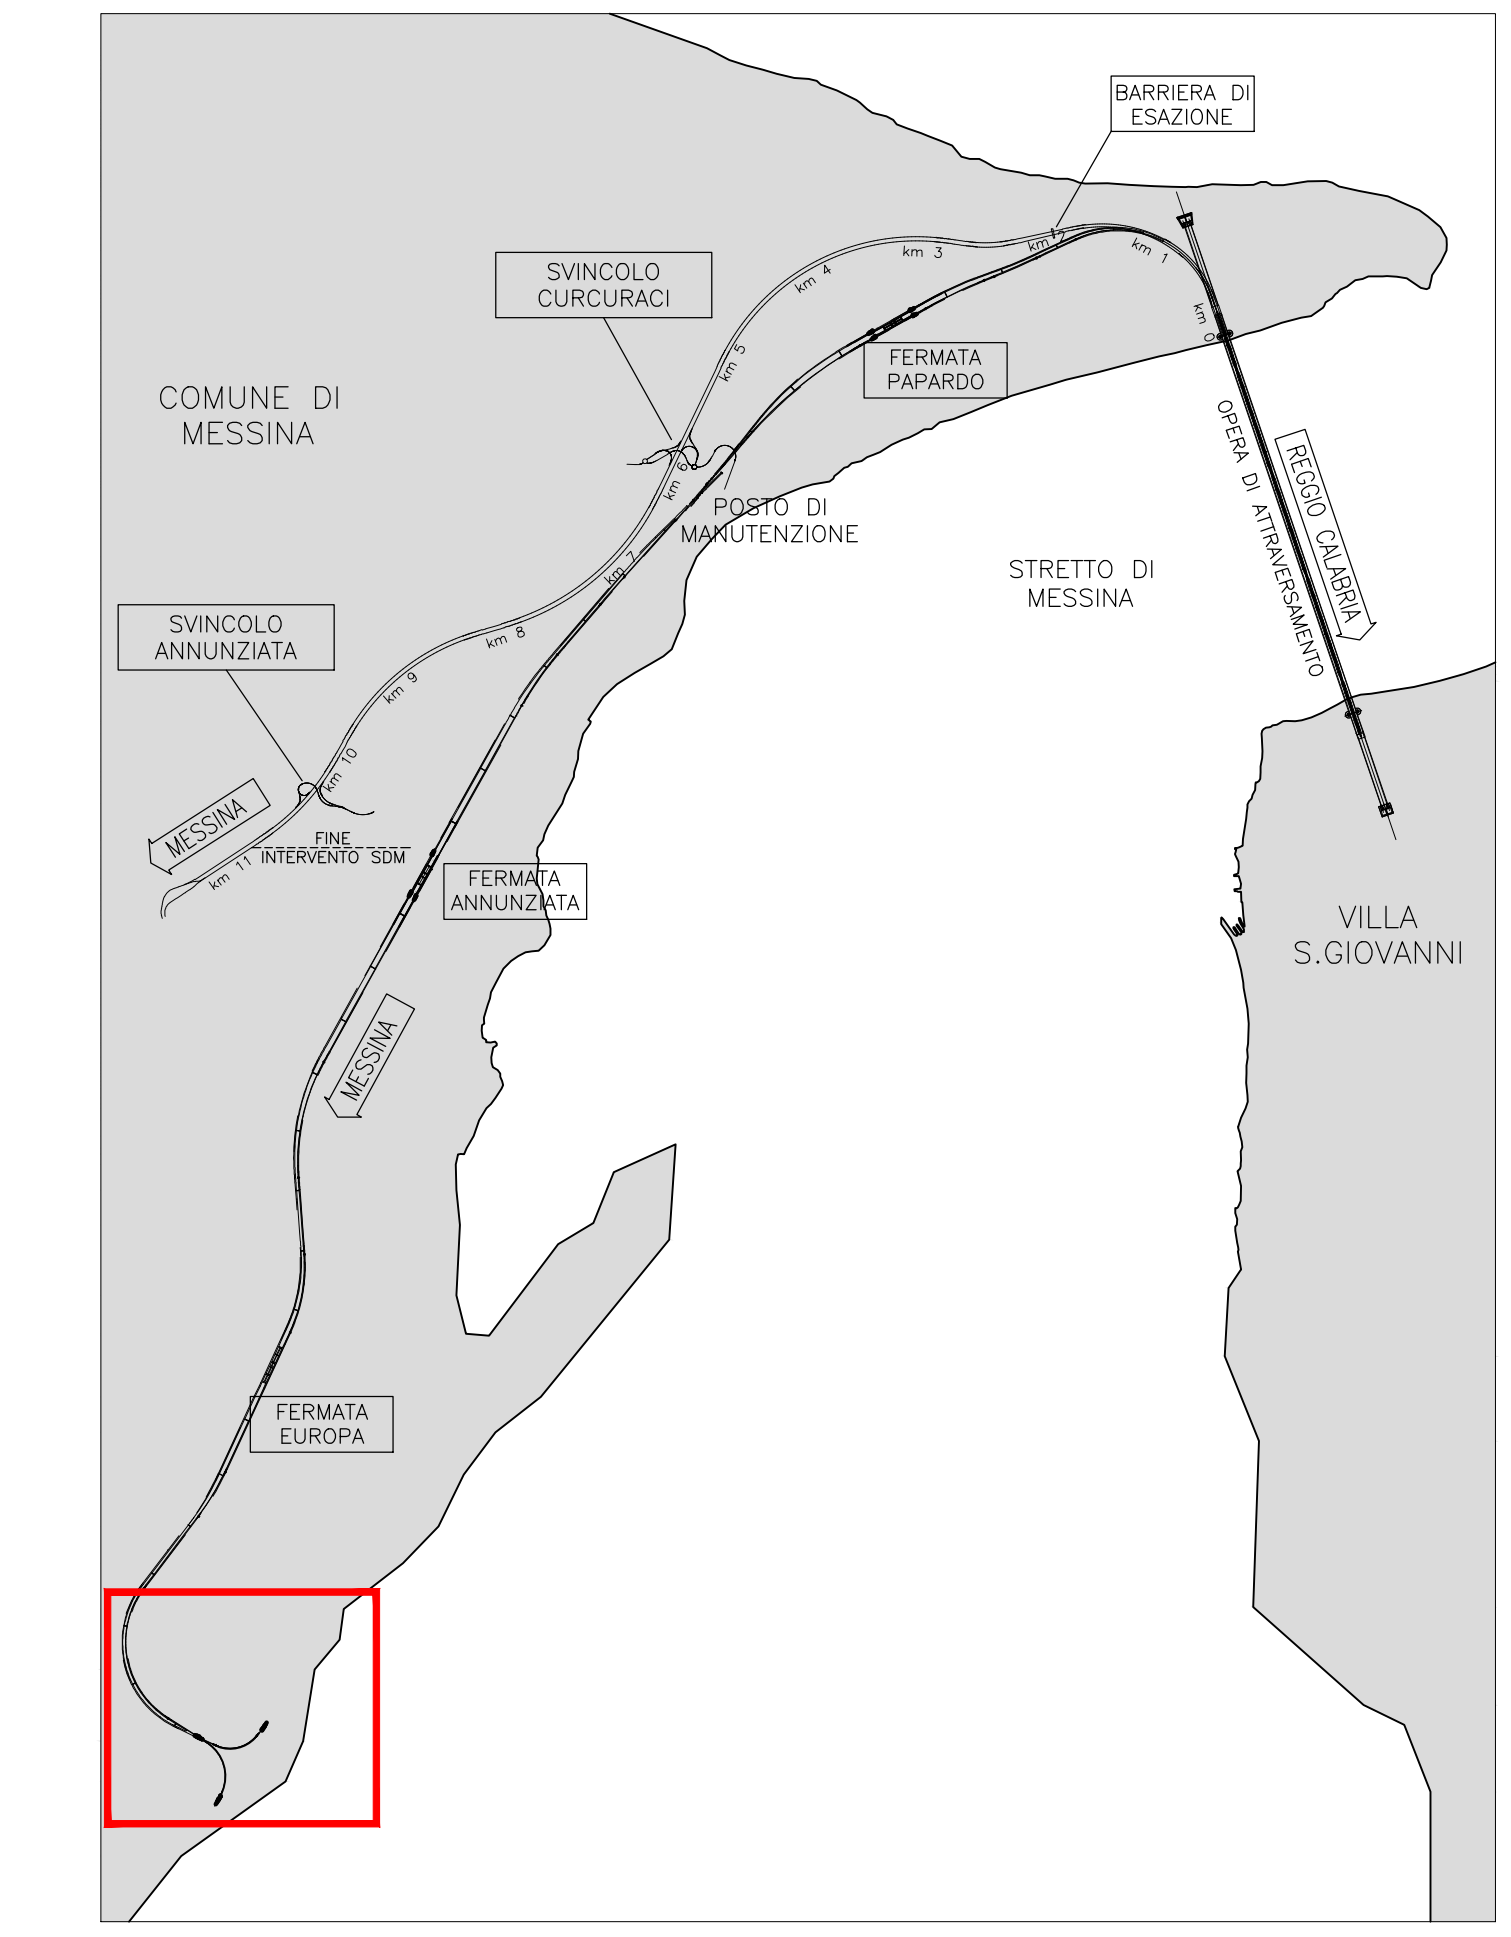 BARRIERA DI
ESAZIONE
km 0
km 1
km 2
km 3
km 4
km 5
km 6
km 7
km 8
km 9
km 10
km 11
SVINCOLO
CURCURACI
FERMATA
PAPARDO
COMUNE DI
MESSINA
OPERA DI ATTRAVERSAMENTO
REGGIO CALABRIA
POSTO DI
MANUTENZIONE
STRETTO DI
MESSINA
SVINCOLO
ANNUNZIATA
MESSINA
FINE
INTERVENTO SDM
FERMATA
ANNUNZIATA
VILLA
S.GIOVANNI
MESSINA
FERMATA
EUROPA